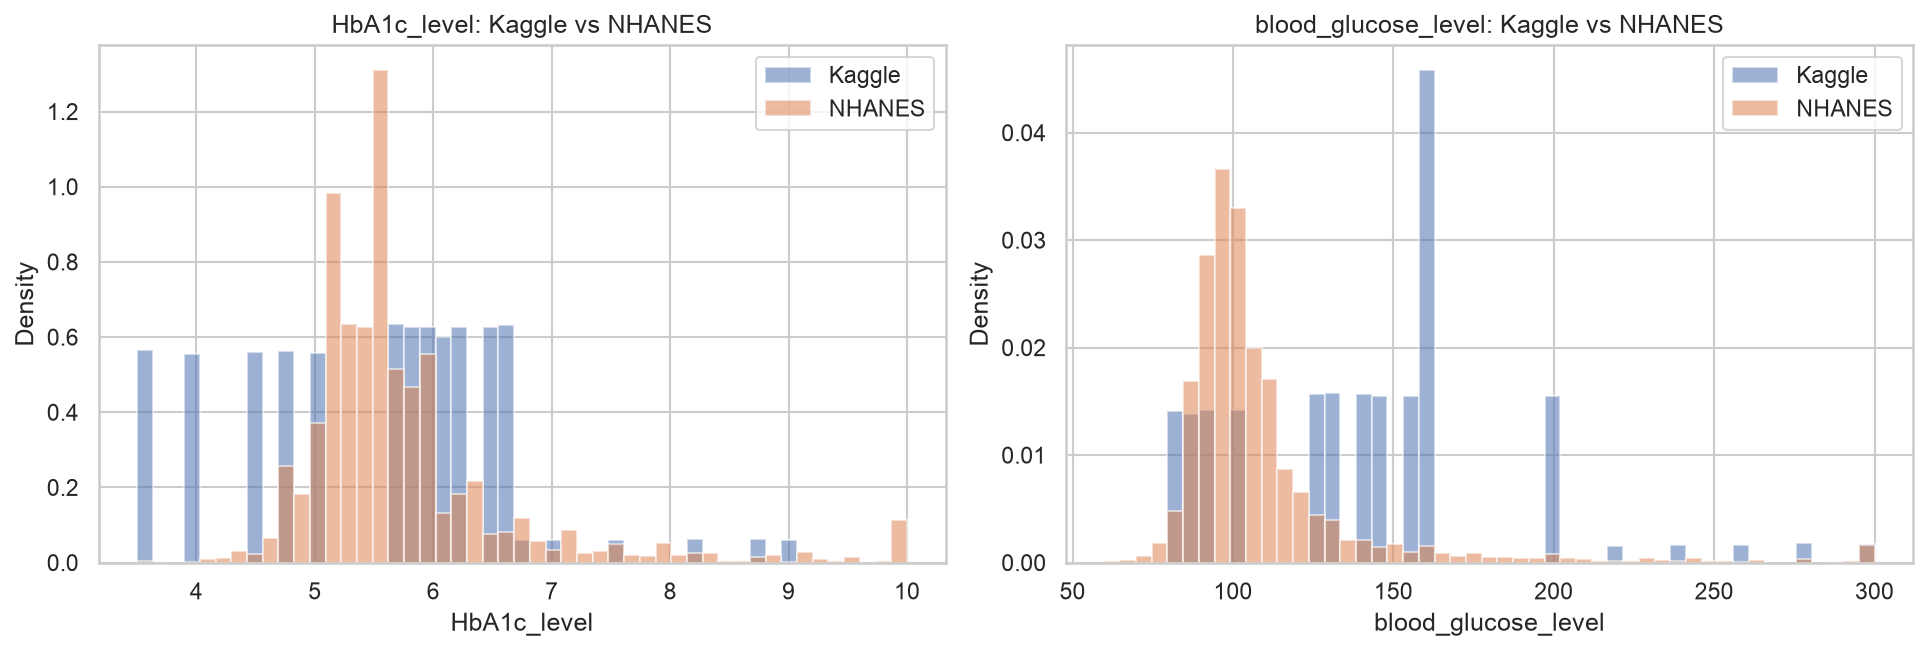 HbA1c_level: Kaggle vs NHANES
Kaggle
NHANES
1.2
1.0
0.8
0.6
0.4
0.2
0.0
Density
4 5 6 7 8 9 10
HbA1c_level
blood_glucose_level: Kaggle vs NHANES
Kaggle
NHANES
0.04
0.03
0.02
0.01
0.00
Density
50 100 150 200 250 300
blood_glucose_level